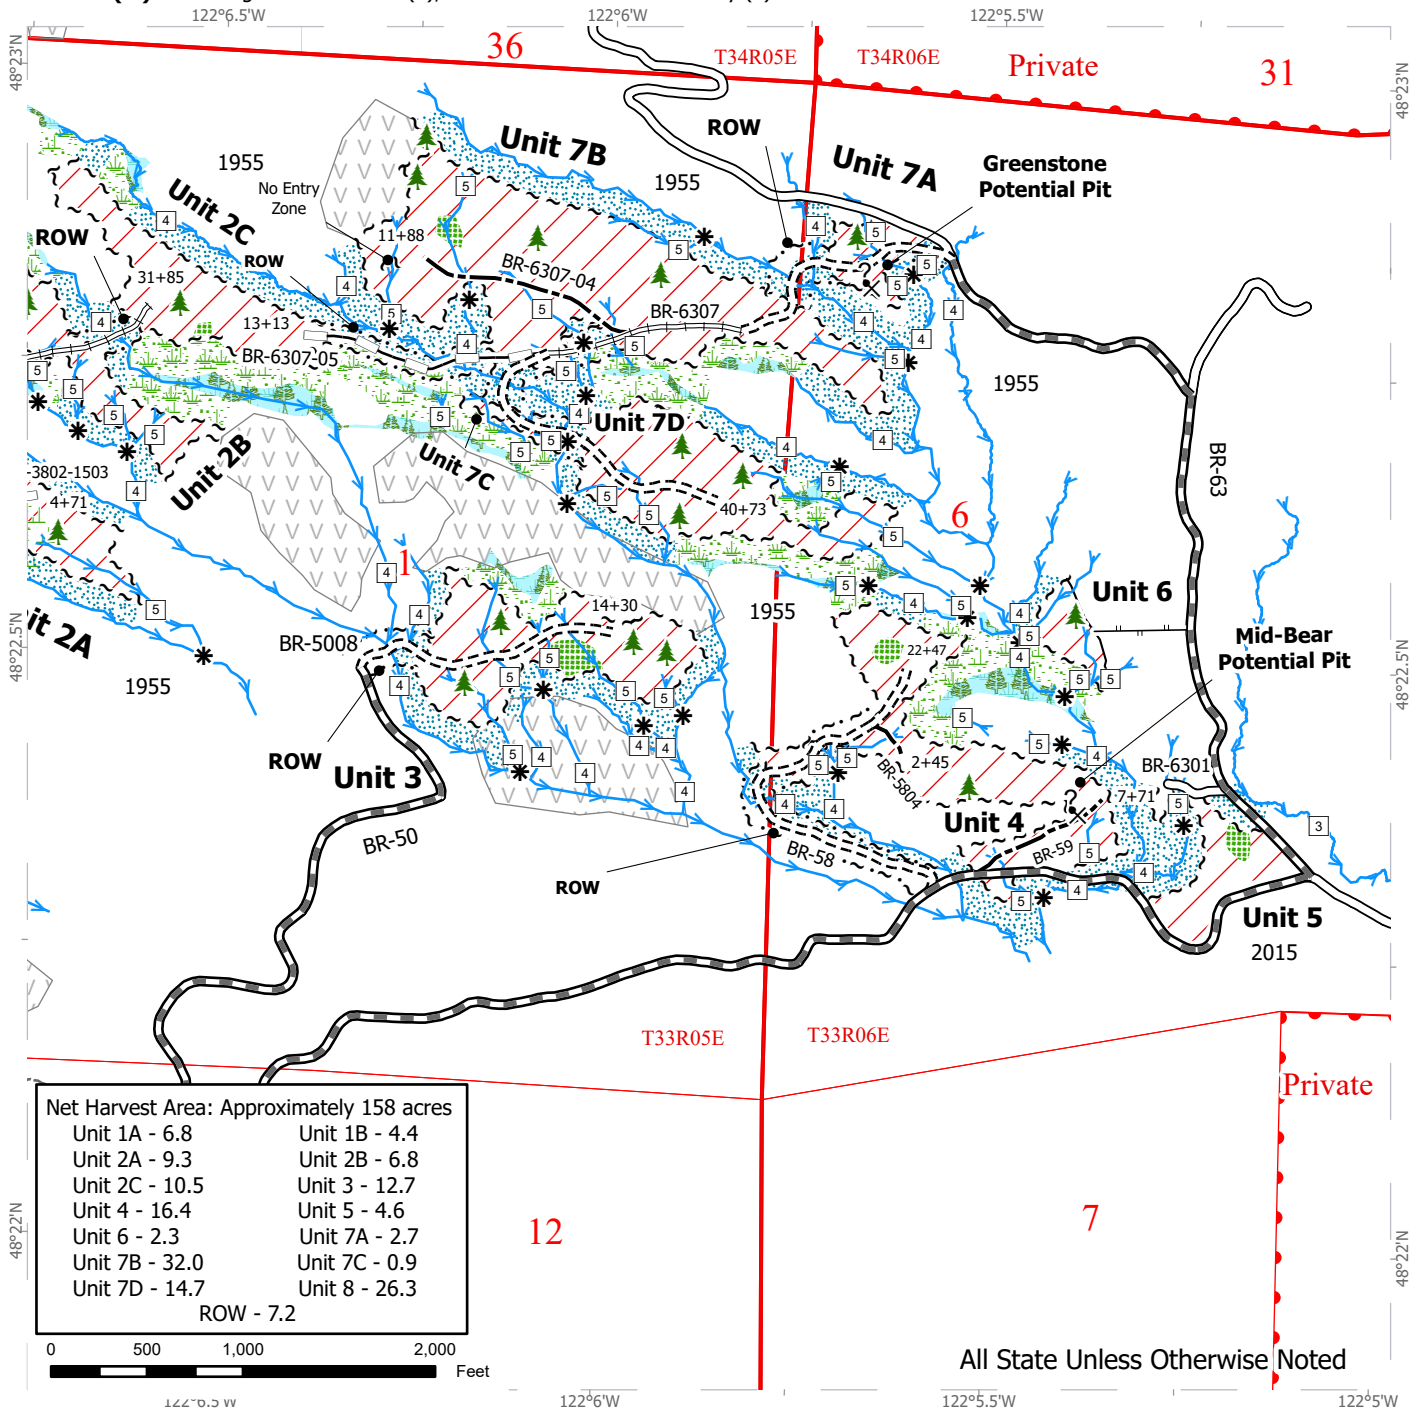 122°6.5'W
122°6'W
122°5.5'W
48°23'N
48°23'N
36
T34R05E
T34R06E
Private
31
ROW
Unit 7B
Unit 7A
Greenstone
Potential Pit
1955
1955
No Entry
Zone
Unit 2C
ROW
ROW
11+88
31+85
13+13
BR-6307-04
BR-6307
BR-6307-05
1955
Unit 7D
Unit 7C
Unit 2B
BR-63
-3802-1503
4+71
40+73
6
1
14+30
1955
Unit 6
BR-5008
22+47
Mid-Bear
Potential Pit
it 2A
1955
48°22.5'N
48°22.5'N
ROW
Unit 3
2+45
BR-5804
BR-6301
7+71
Unit 4
BR-50
BR-58
BR-59
ROW
Unit 5
2015
T33R05E
T33R06E
Private
Net Harvest Area: Approximately 158 acres
Unit 1A - 6.8 Unit 1B - 4.4
Unit 2A - 9.3 Unit 2B - 6.8
Unit 2C - 10.5 Unit 3 - 12.7
Unit 4 - 16.4 Unit 5 - 4.6
Unit 6 - 2.3 Unit 7A - 2.7
Unit 7B - 32.0 Unit 7C - 0.9
Unit 7D - 14.7 Unit 8 - 26.3
ROW - 7.2
12
7
48°22'N
48°22'N
0 500 1,000 2,000
Feet
All State Unless Otherwise Noted
122°6'W
122°5.5'W
122°5'W